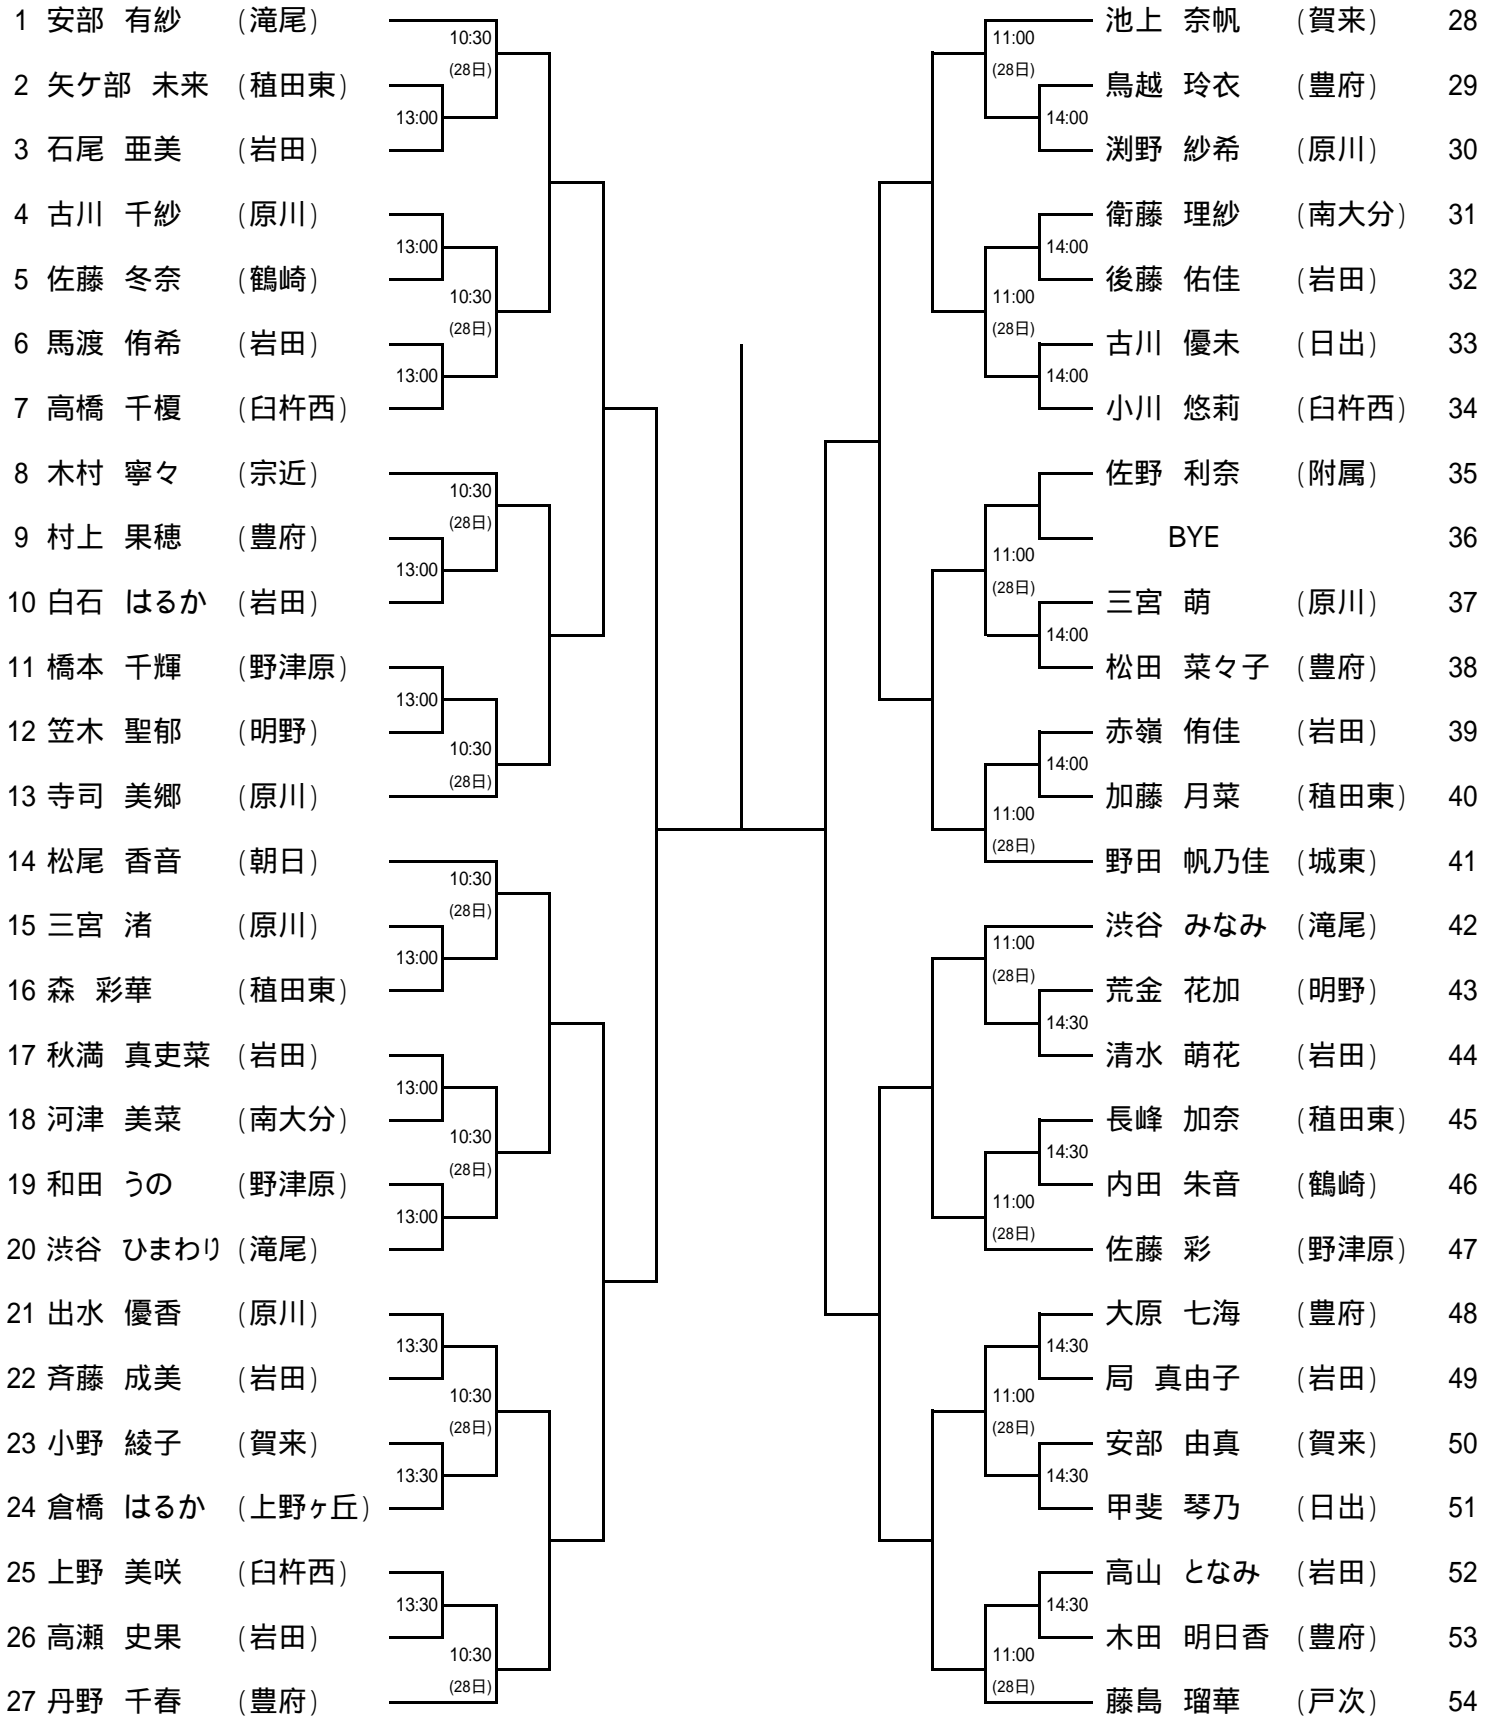 1 安部 有紗 (滝尾)
10:30
(28日)
2 矢ケ部 未来 (稙田東)
13:00
3 石尾 亜美 (岩田)
4 古川 千紗 (原川)
13:00
5 佐藤 冬奈 (鶴崎)
10:30
(28日)
6 馬渡 侑希 (岩田)
13:00
7 高橋 千榎 (臼杵西)
8 木村 寧々 (宗近)
10:30
(28日)
9 村上 果穂 (豊府)
13:00
10 白石 はるか (岩田)
11 橋本 千輝 (野津原)
13:00
12 笠木 聖郁 (明野)
10:30
(28日)
13 寺司 美郷 (原川)
14 松尾 香音 (朝日)
10:30
(28日)
15 三宮 渚 (原川)
13:00
16 森 彩華 (稙田東)
17 秋満 真吏菜 (岩田)
13:00
18 河津 美菜 (南大分)
10:30
(28日)
19 和田 うの (野津原)
13:00
20 渋谷 ひまわり (滝尾)
21 出水 優香 (原川)
13:30
22 斉藤 成美 (岩田)
10:30
(28日)
23 小野 綾子 (賀来)
13:30
24 倉橋 はるか (上野ヶ丘)
25 上野 美咲 (臼杵西)
13:30
26 高瀬 史果 (岩田)
10:30
(28日)
27 丹野 千春 (豊府)
池上 奈帆 (賀来) 28
11:00
(28日)
鳥越 玲衣 (豊府) 29
14:00
渕野 紗希 (原川) 30
衛藤 理紗 (南大分) 31
14:00
後藤 佑佳 (岩田) 32
11:00
(28日)
古川 優未 (日出) 33
14:00
小川 悠莉 (臼杵西) 34
佐野 利奈 (附属) 35
BYE 36
11:00
(28日)
三宮 萌 (原川) 37
14:00
松田 菜々子 (豊府) 38
赤嶺 侑佳 (岩田) 39
14:00
加藤 月菜 (稙田東) 40
11:00
(28日)
野田 帆乃佳 (城東) 41
渋谷 みなみ (滝尾) 42
11:00
(28日)
荒金 花加 (明野) 43
14:30
清水 萌花 (岩田) 44
長峰 加奈 (稙田東) 45
14:30
内田 朱音 (鶴崎) 46
11:00
(28日)
佐藤 彩 (野津原) 47
大原 七海 (豊府) 48
14:30
局 真由子 (岩田) 49
11:00
(28日)
安部 由真 (賀来) 50
14:30
甲斐 琴乃 (日出) 51
高山 となみ (岩田) 52
14:30
木田 明日香 (豊府) 53
11:00
(28日)
藤島 瑠華 (戸次) 54